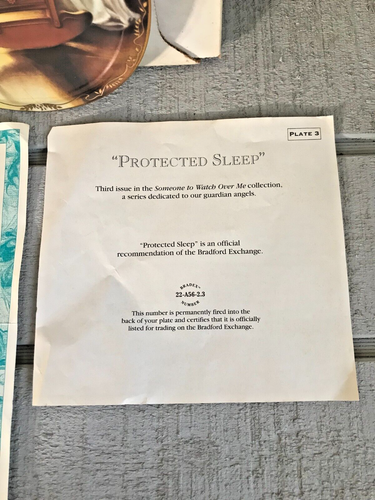 PLATE 3
"PROTECTED SLEEP"
Third issue in the Someone to Watch Over Me collection,
a series dedicated to our guardian angels.
"Protected Sleep" is an official
recommendation of the Bradford Exchange.
BRADEX
22-A56-2.3
NUMBER
This number is permanently fired into the
back of your plate and certifies that it is officially
listed for trading on the Bradford Exchange.